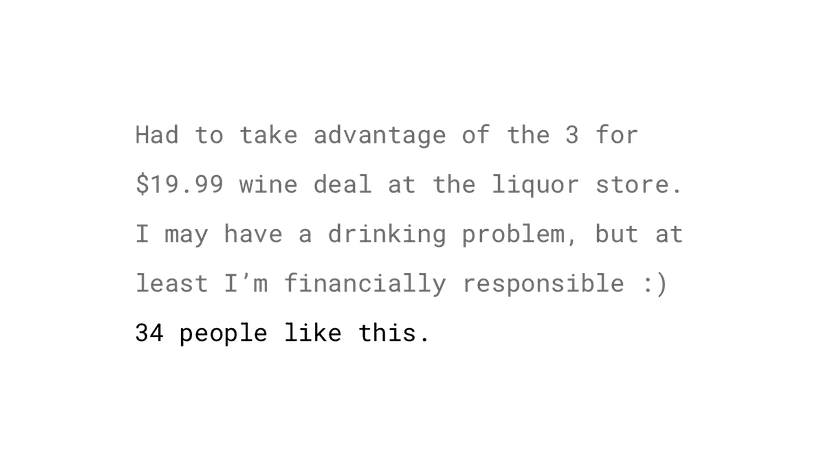 Had to take advantage of the 3 for
$19.99 wine deal at the liquor store.
I may have a drinking problem, but at
least I’m financially responsible :)
34 people like this.